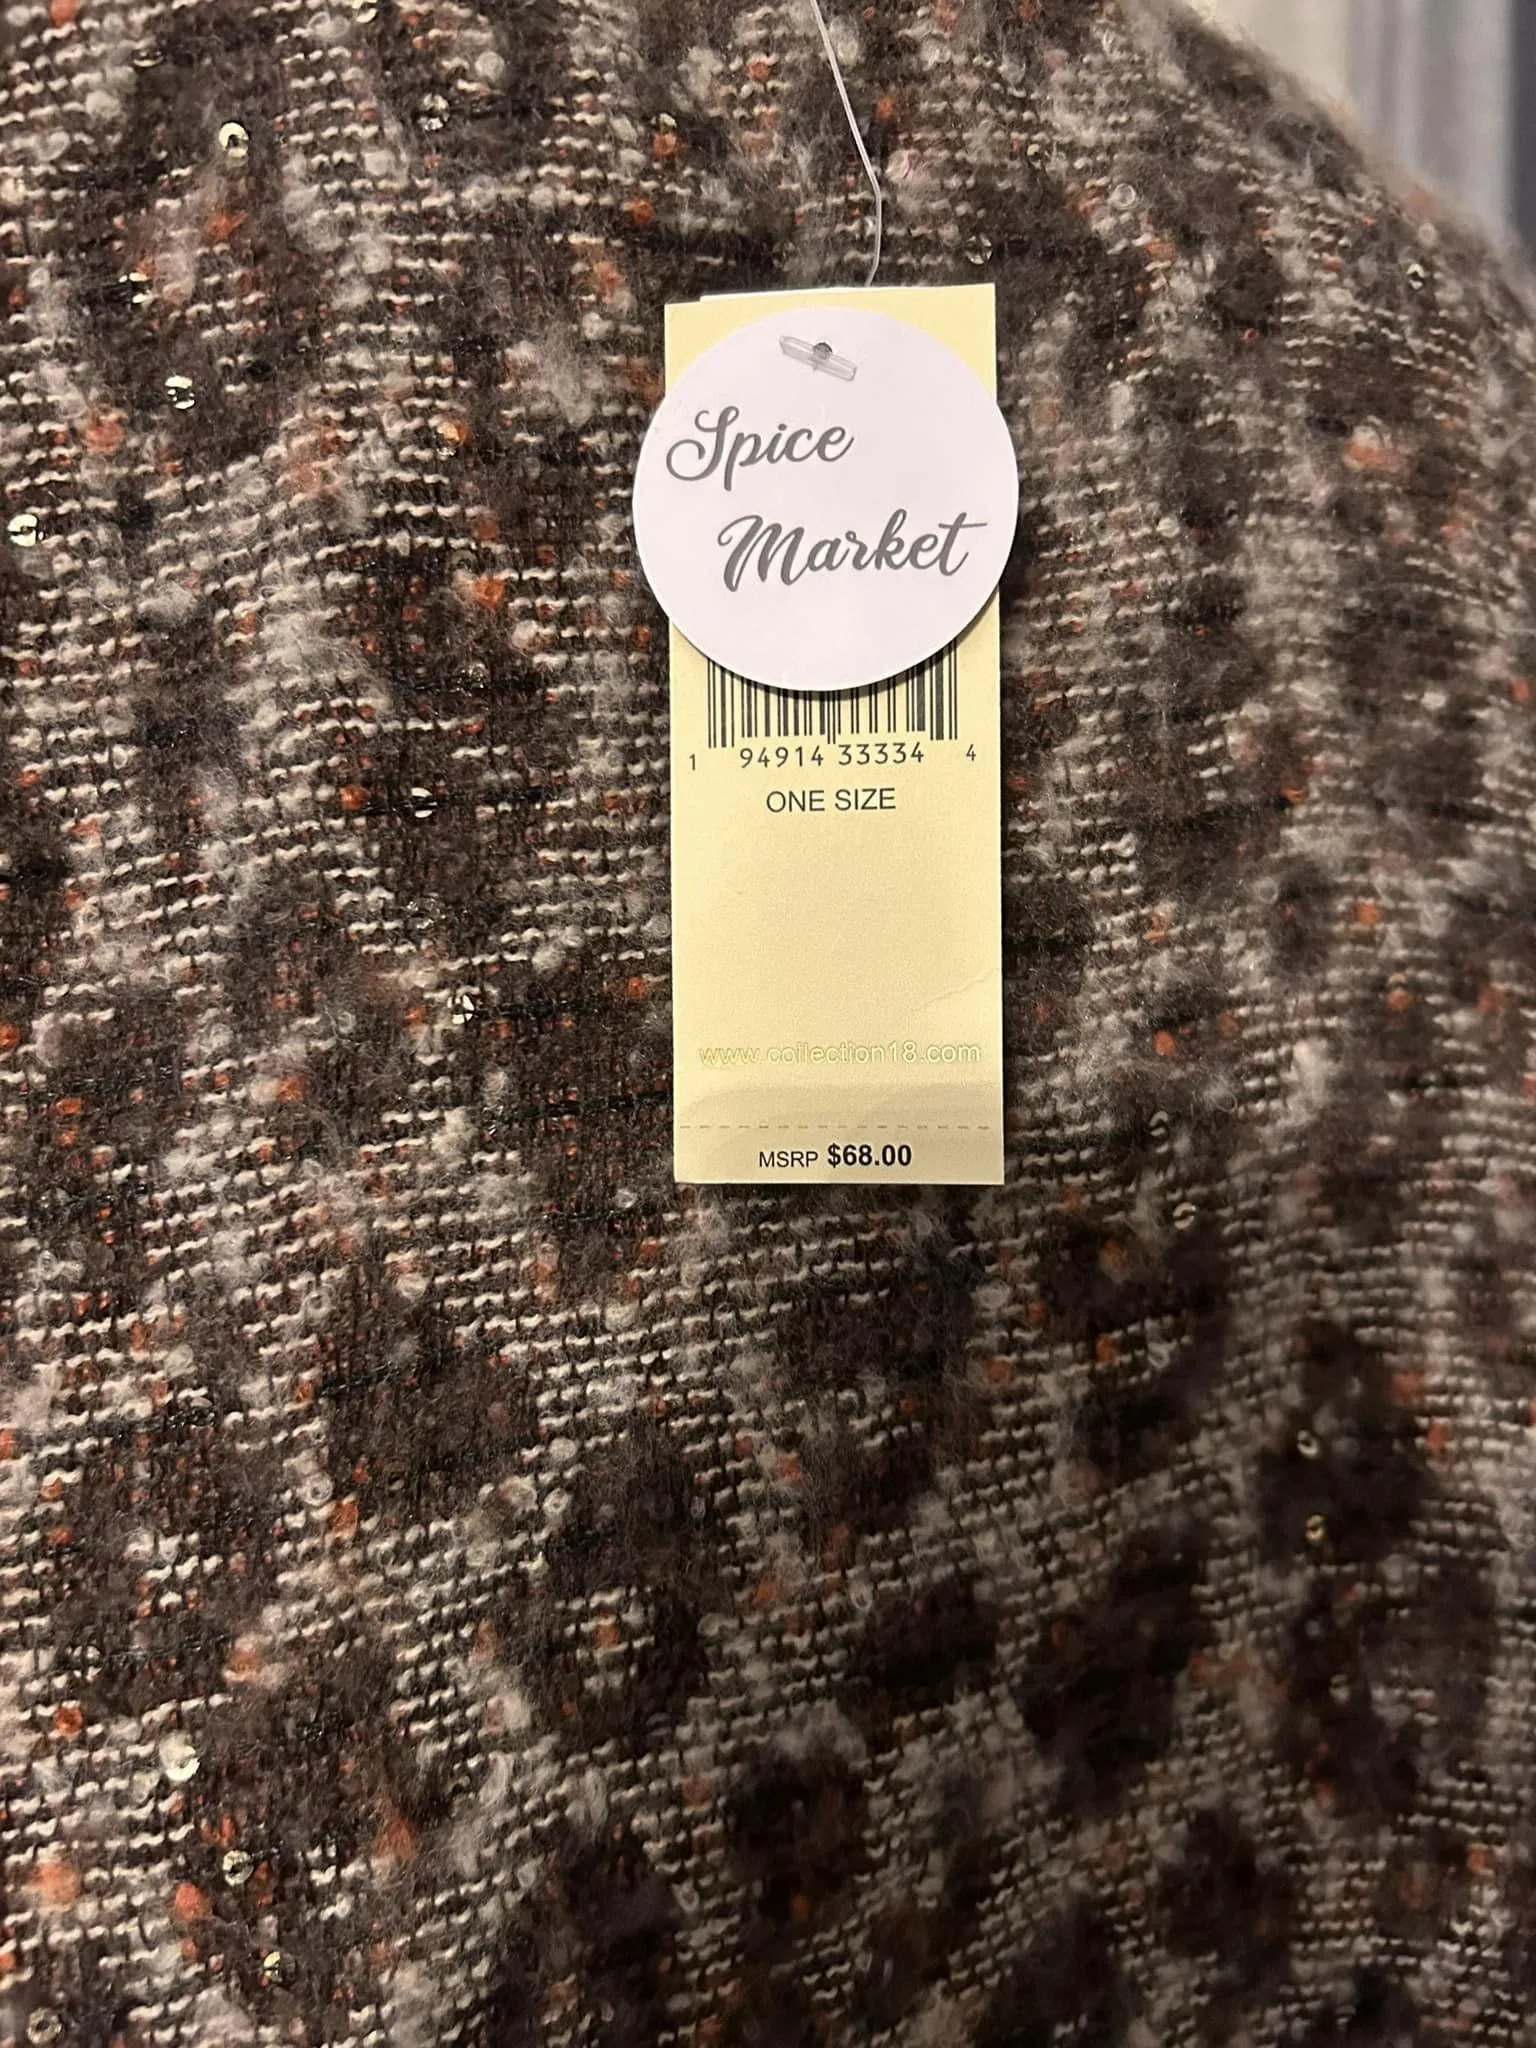 Spice
Market
1 94914 33334 4
ONE SIZE
www.collection18.com
MSRP $68.00